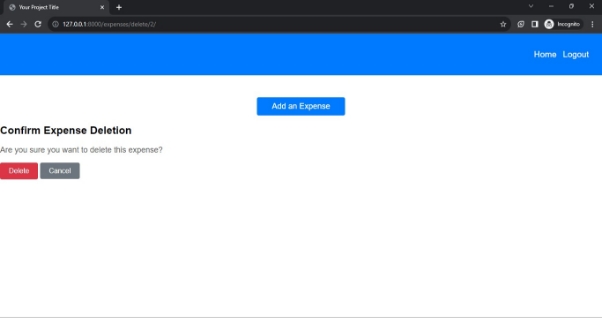 Your Project Title
127.0.0.1:8000/expenses/delete/2/
Incognito
Home Logout
Add an Expense
Confirm Expense Deletion
Are you sure you want to delete this expense?
Delete Cancel